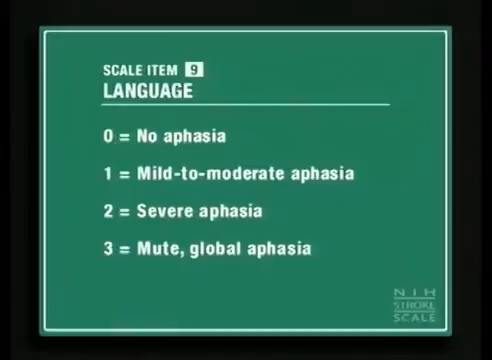 SCALE ITEM 9
LANGUAGE
0 = No aphasia
1 = Mild-to-moderate aphasia
2 = Severe aphasia
3 = Mute, global aphasia
NIH
STROKE
SCALE